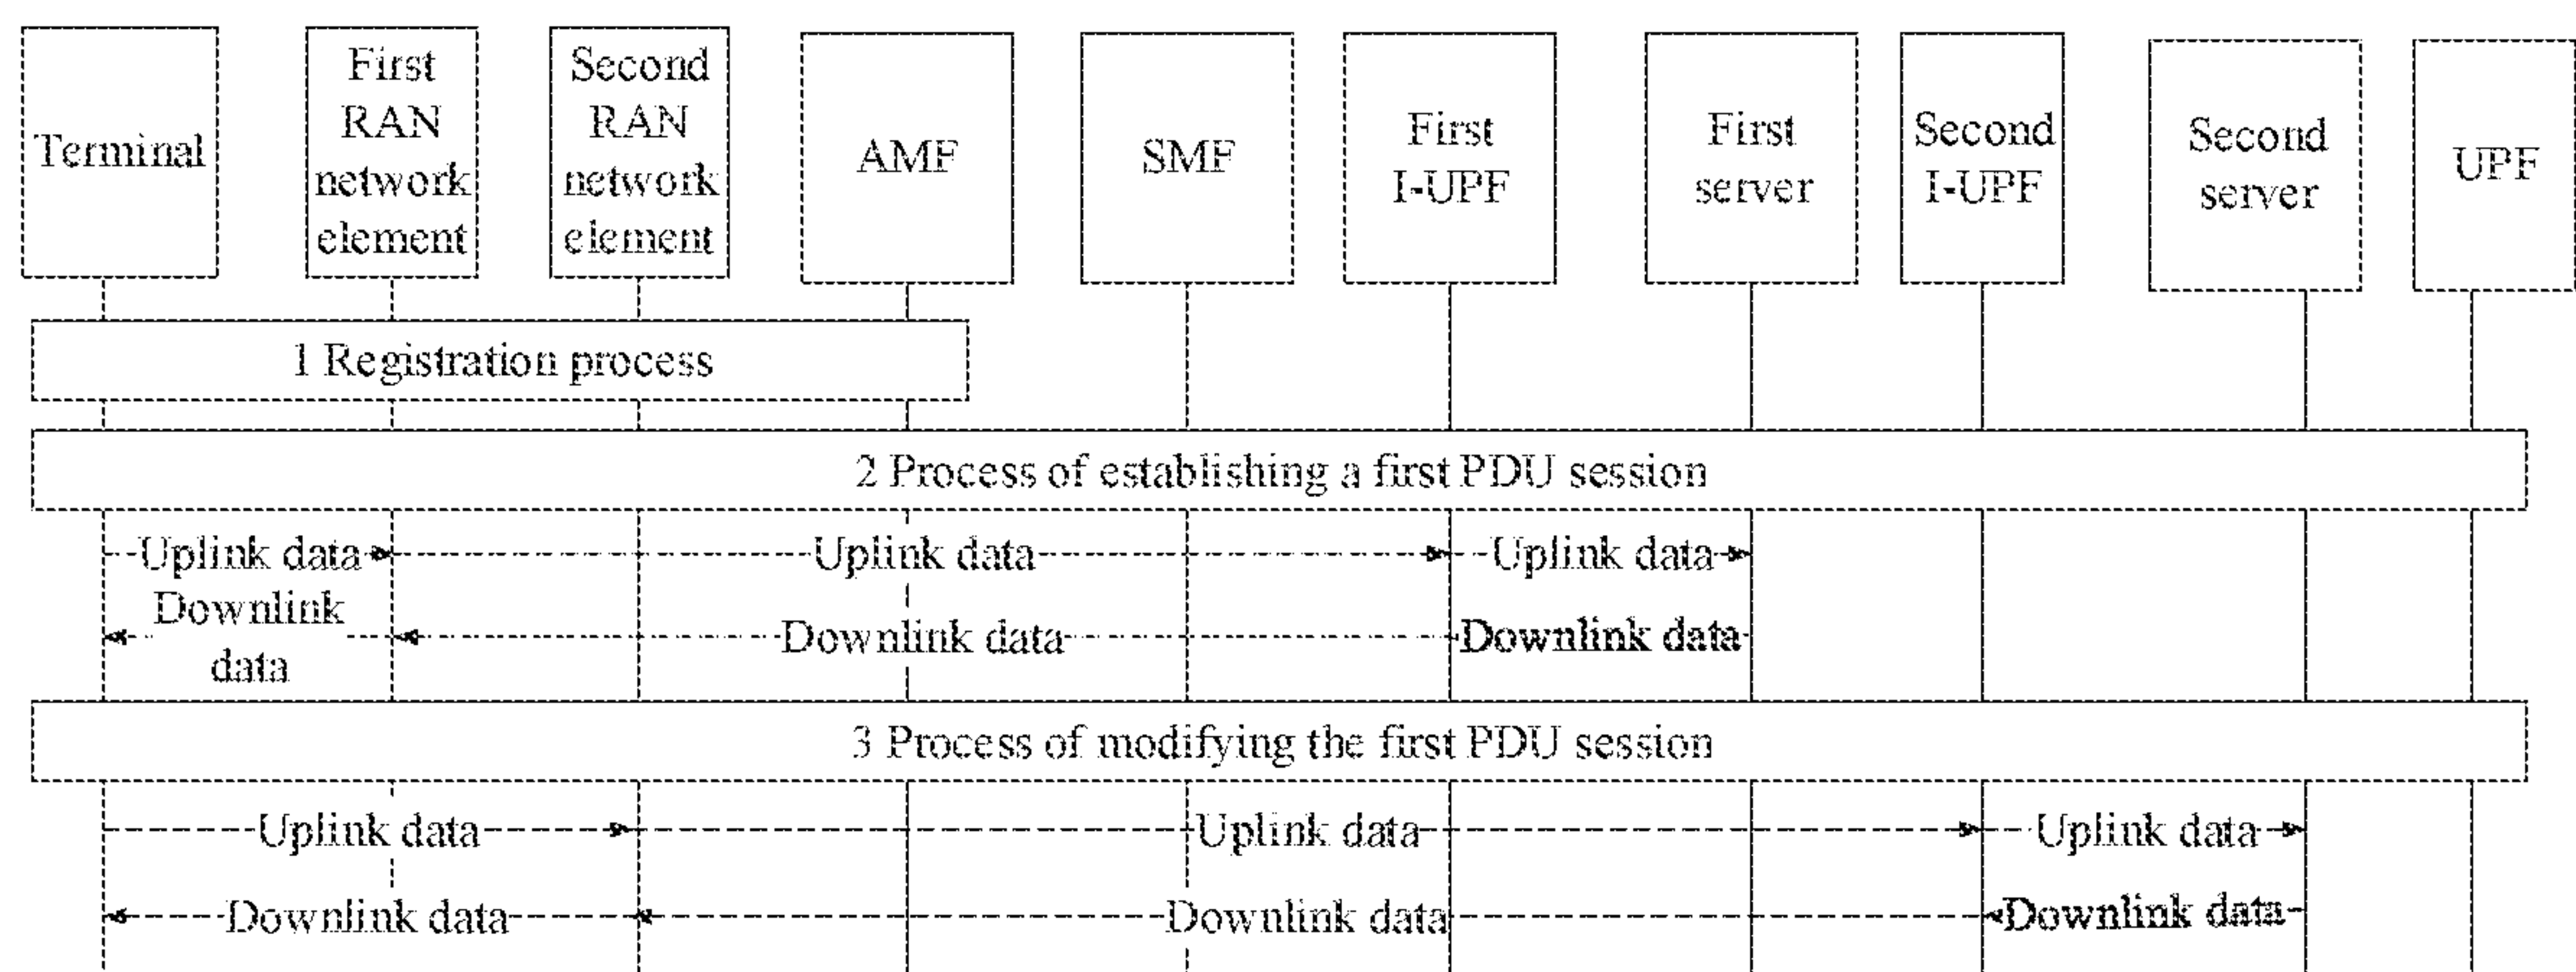 Terminal
First
RAN
network
element
Second
RAN
network
element
AMF
SMF
First
I-UPF
First
server
Second
I-UPF
Second
server
UPF
1 Registration process
2 Process of establishing a first PDU session
Uplink data
Uplink data
Uplink data
Downlink
data
Downlink data
Downlink data
3 Process of modifying the first PDU session
Uplink data
Uplink data
Uplink data
Downlink data
Downlink data
Downlink data